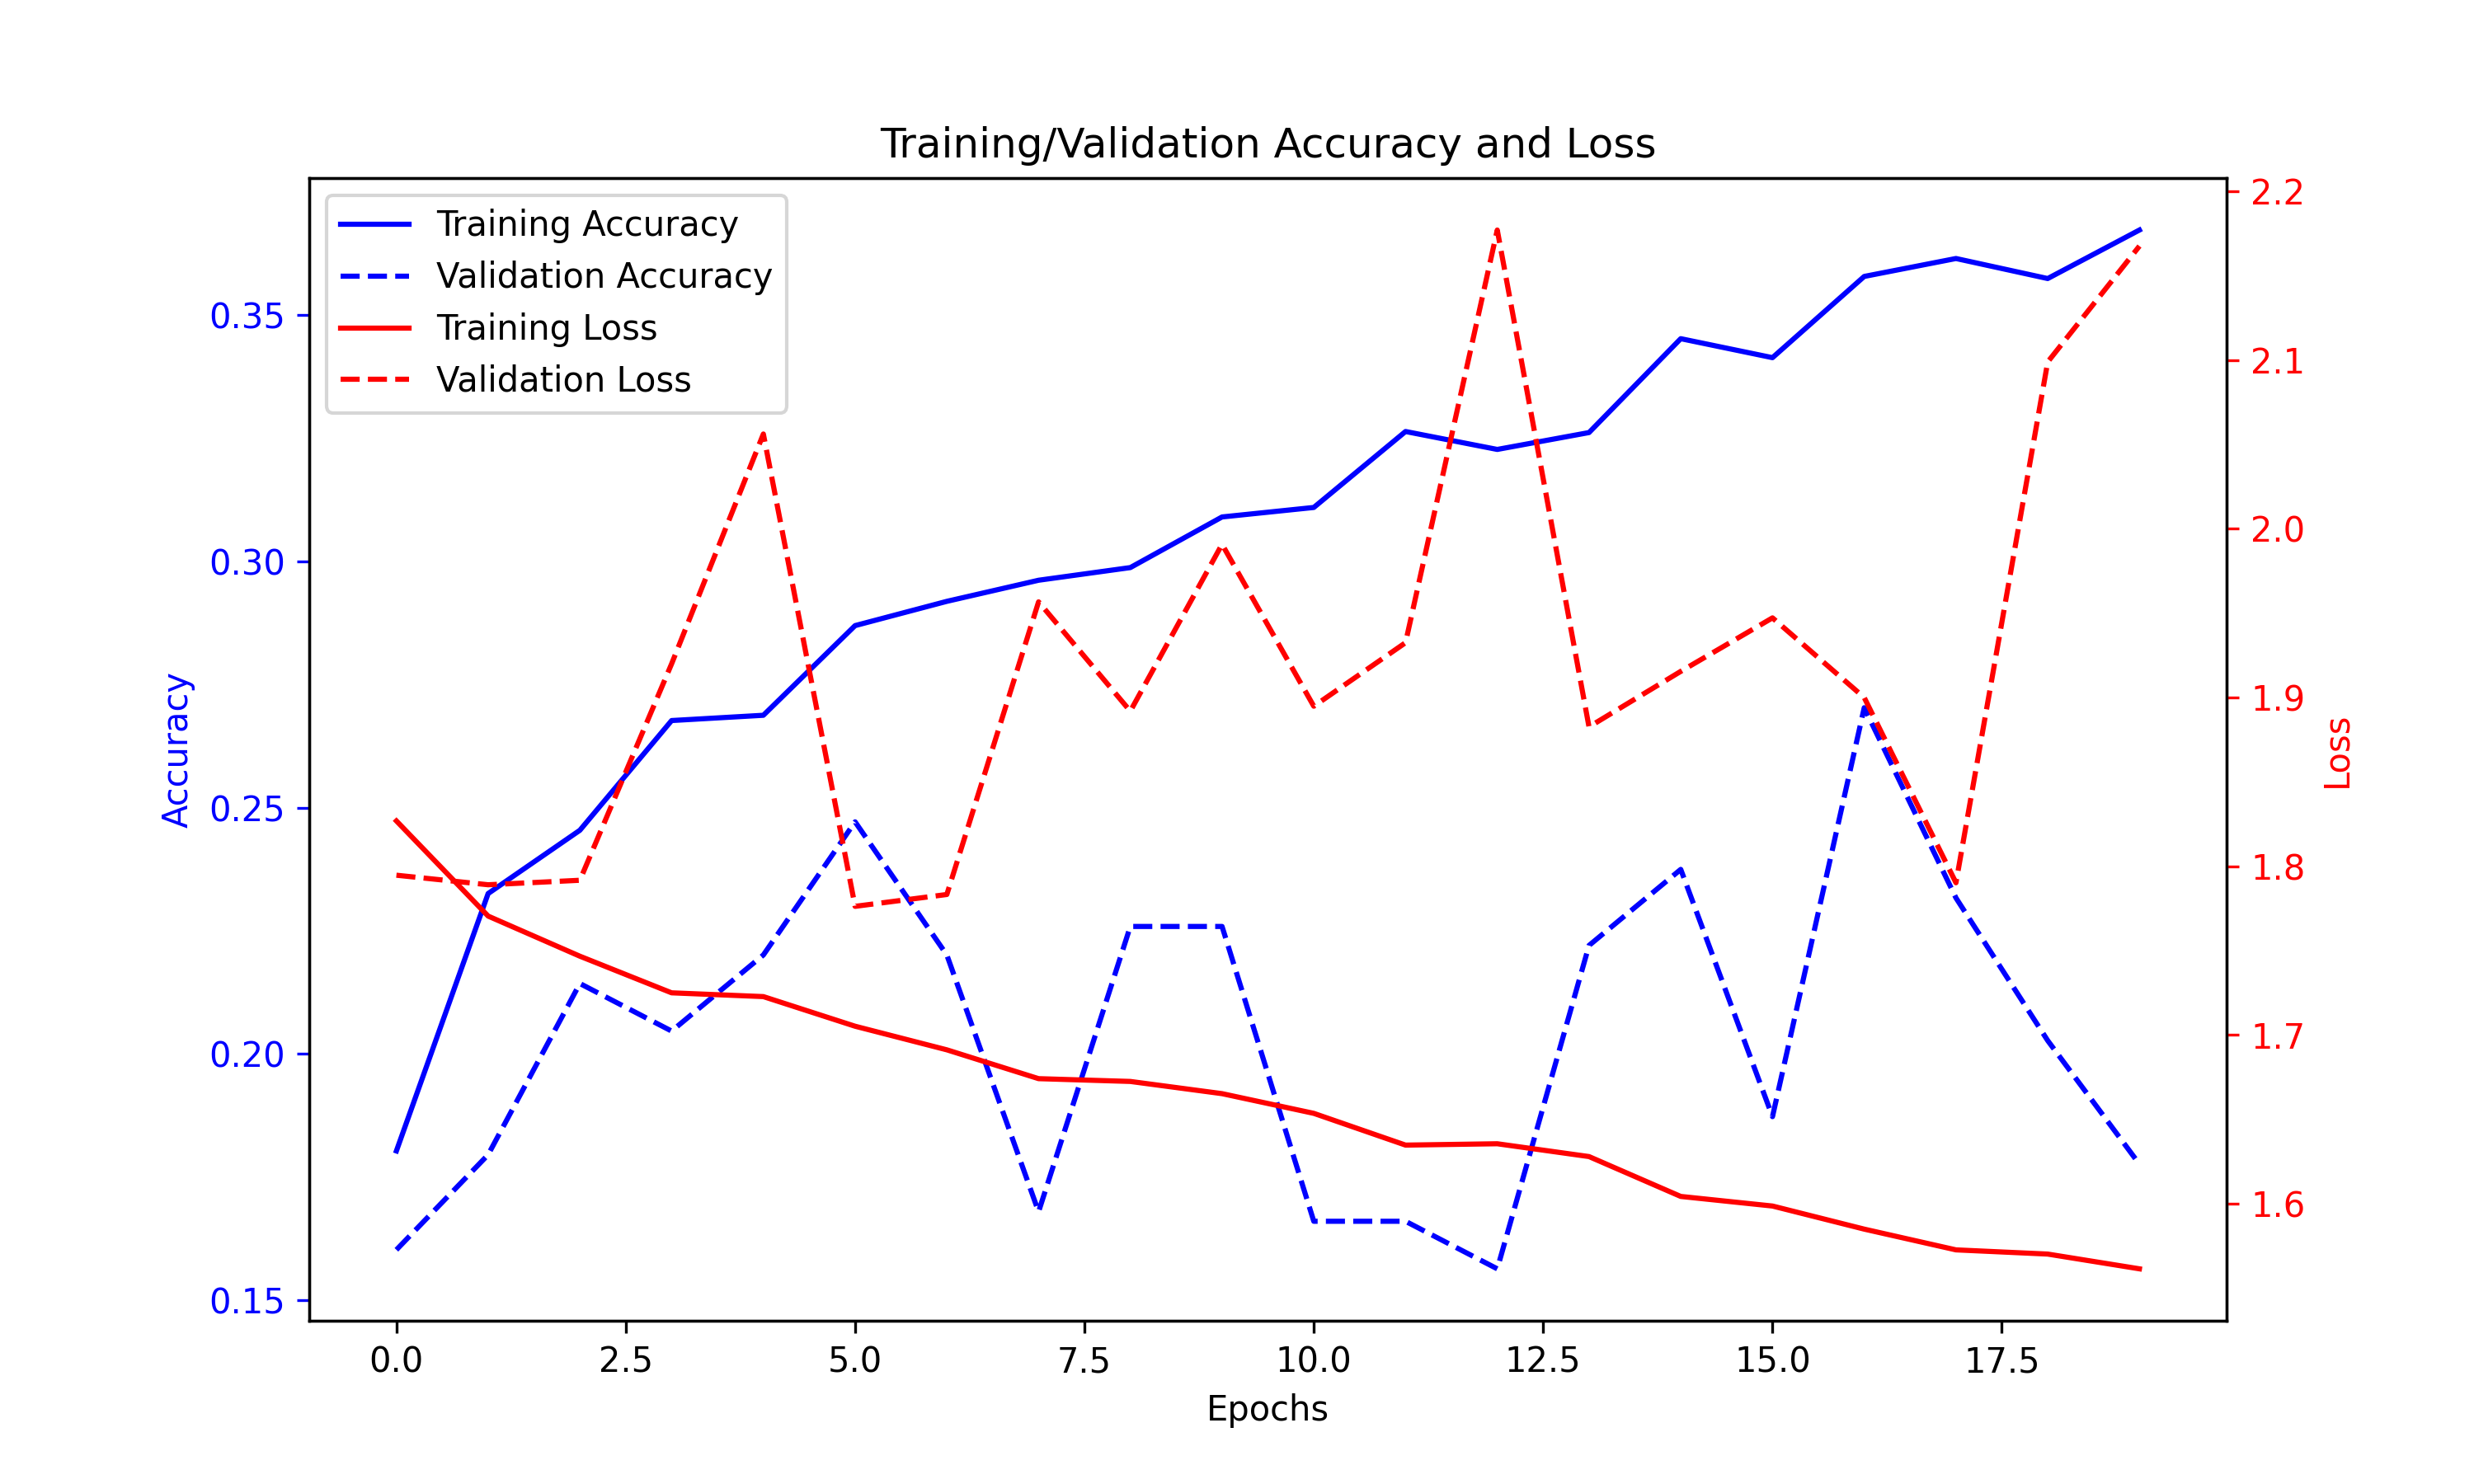 Training/Validation Accuracy and Loss
Training Accuracy
Validation Accuracy
Training Loss
Validation Loss
Accuracy
0.35
0.30
0.25
0.20
0.15
2.2
2.1
2.0
1.9
1.8
1.7
1.6
Loss
0.0 2.5 5.0 7.5 10.0 12.5 15.0 17.5
Epochs